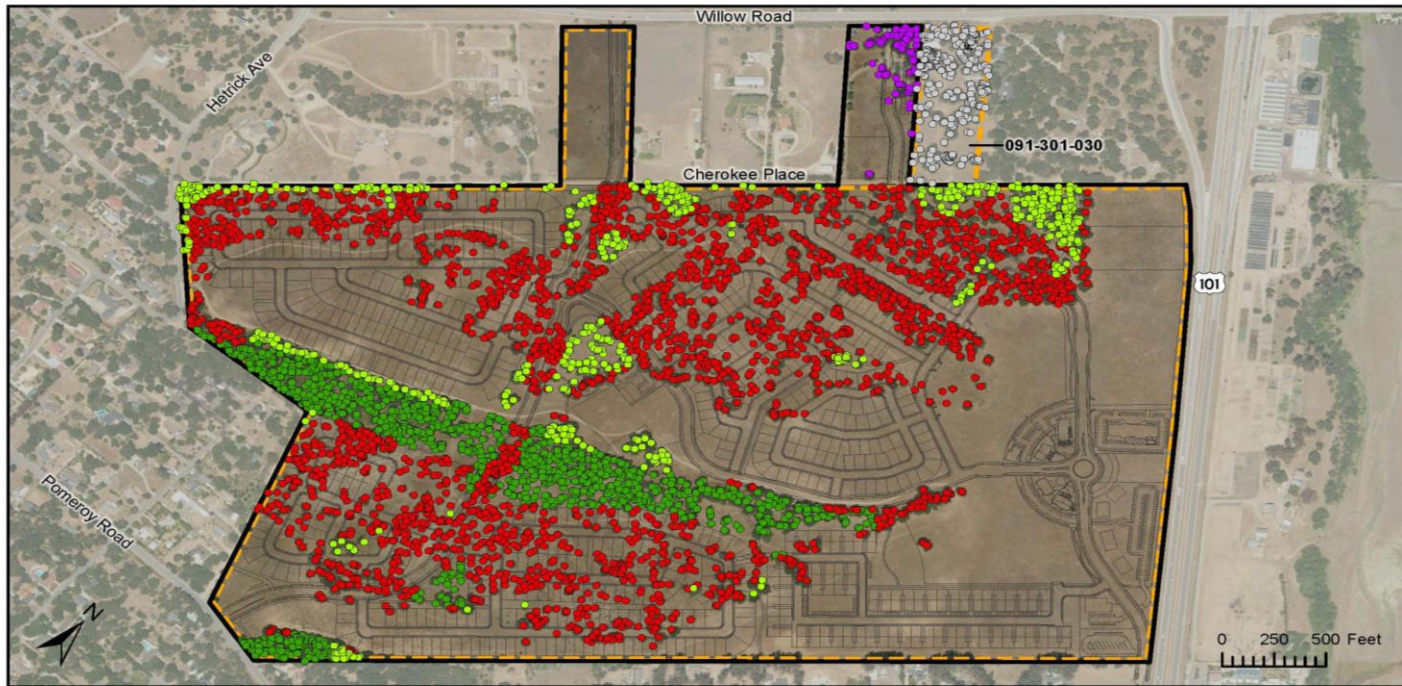 Willow Road
Hetrick Ave
091-301-030
Cherokee Place
101
Pomeroy Road
N
0 250 500 Feet